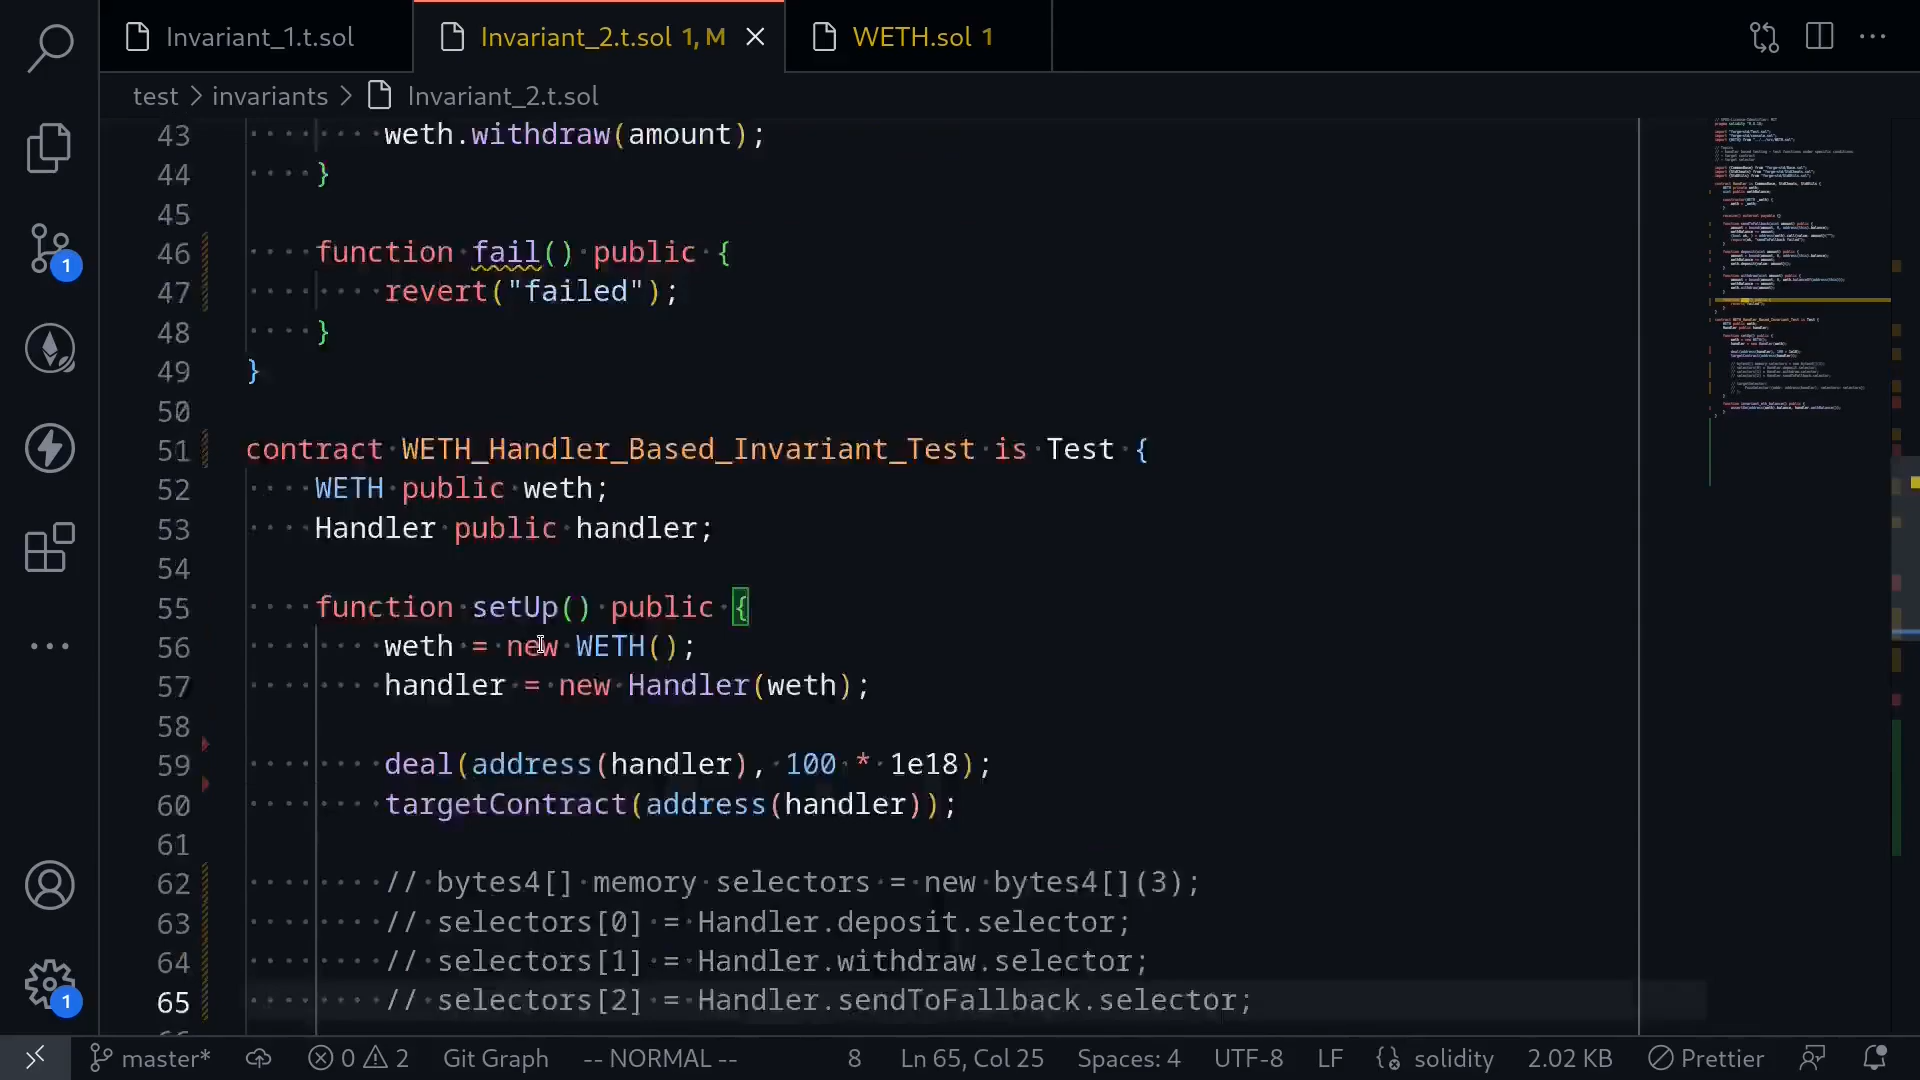 Invariant_1.t.sol
Invariant_2.t.sol 1, M
WETH.sol 1
test > invariants > Invariant_2.t.sol
43 weth.withdraw(amount);
44 }
45
46 function fail() public {
47 revert("failed");
48 }
49 }
50
51 contract WETH_Handler_Based_Invariant_Test is Test {
52 WETH public weth;
53 Handler public handler;
54
55 function setUp() public {
56 weth = new WETH();
57 handler = new Handler(weth);
58
59 deal(address(handler), 100 * 1e18);
60 targetContract(address(handler));
61
62 // bytes4[] memory selectors = new bytes4[](3);
63 // selectors[0] = Handler.deposit.selector;
64 // selectors[1] = Handler.withdraw.selector;
65 // selectors[2] = Handler.sendToFallback.selector;
1
1
master* 0 2 Git Graph -- NORMAL -- 8 Ln 65, Col 25 Spaces: 4 UTF-8 LF solidity 2.02 KB Prettier